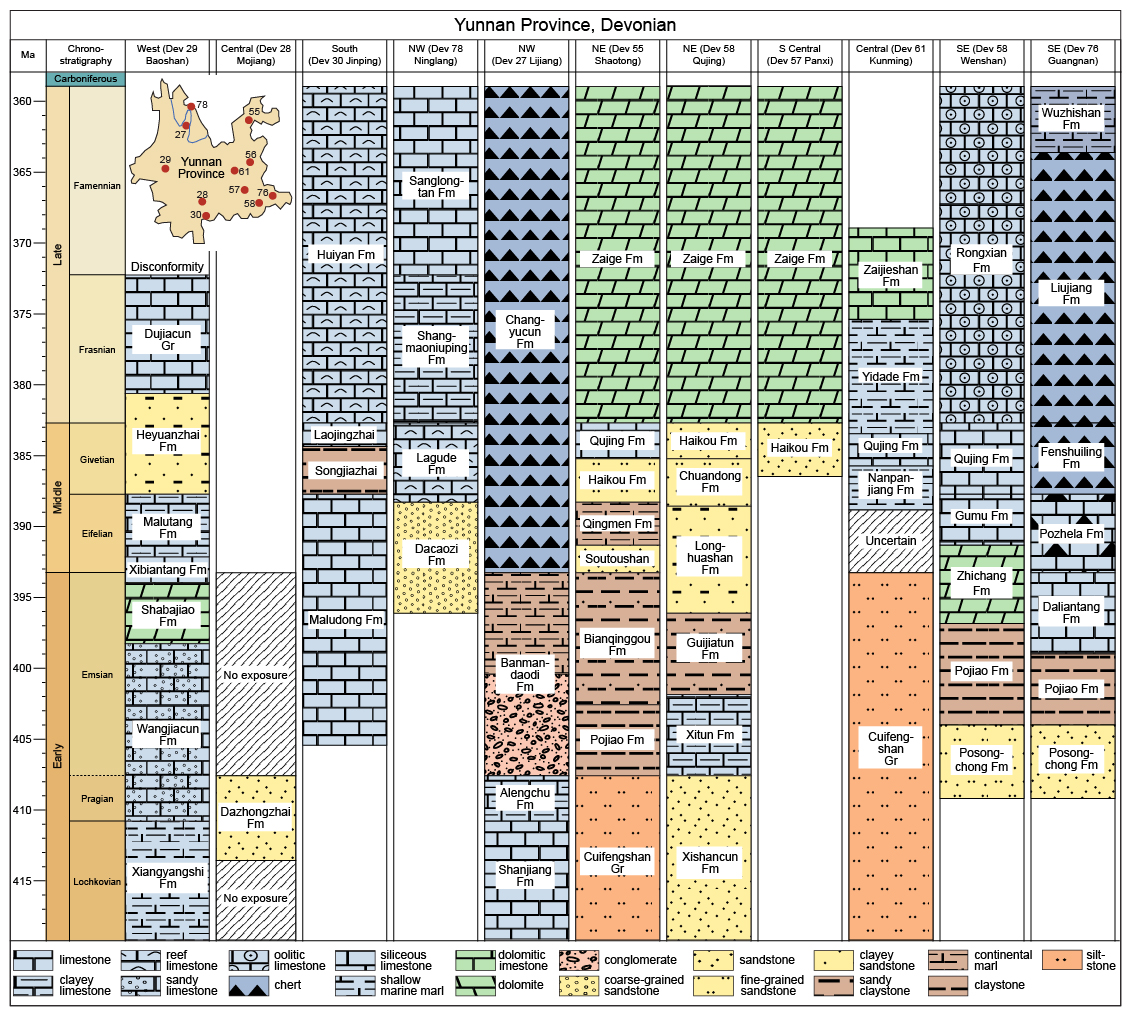 Yunnan Province, Devonian
Ma
Chrono-
stratigraphy
West (Dev 29
Baoshan)
Central (Dev 28
Mojiang)
South
(Dev 30 Jinping)
NW (Dev 78
Ninglang)
NW
(Dev 27 Lijiang)
NE (Dev 55
Shaotong)
NE (Dev 58
Qujing)
S Central
(Dev 57 Panxi)
Central (Dev 61
Kunming)
SE (Dev 58
Wenshan)
SE (Dev 76
Guangnan)
Carboniferous
360
365
370
375
380
385
390
395
400
405
410
415
Late
Middle
Early
Famennian
Frasnian
Givetian
Eifelian
Emsian
Pragian
Lochkovian
78
55
27
56
29
61
Yunnan
Province
57
76
28
58
30
Disconformity
Dujiacun
Gr
Heyuanzhai
Fm
Malutang
Fm
Xibiantang Fm
Shabajiao
Fm
Wangjiacun
Fm
Xiangyangshi
Fm
No exposure
Dazhongzhai
Fm
No exposure
Huiyan Fm
Laojingzhai
Songjiazhai
Maludong Fm
Sanglong-
tan Fm
Shang-
maoniuping
Fm
Lagude
Fm
Dacaozi
Fm
Chang-
yucun
Fm
Banman-
daodi
Fm
Alengchu
Fm
Shanjiang
Fm
Zaige Fm
Qujing Fm
Haikou Fm
Qingmen Fm
Soutoushan
Bianqinggou
Fm
Pojiao Fm
Cuifengshan
Gr
Zaige Fm
Haikou Fm
Chuandong
Fm
Long-
huashan
Fm
Guijiatun
Fm
Xitun Fm
Xishancun
Fm
Zaige Fm
Haikou Fm
Zaijieshan
Fm
Yidade Fm
Qujing Fm
Nanpan-
jiang Fm
Uncertain
Cuifeng-
shan
Gr
Rongxian
Fm
Qujing Fm
Gumu Fm
Zhichang
Fm
Pojiao Fm
Posong-
chong Fm
Wuzhishan
Fm
Liujiang
Fm
Fenshuiling
Fm
Pozhela Fm
Daliantang
Fm
Pojiao Fm
Posong-
chong Fm
limestone
reef
limestone
oolitic
limestone
siliceous
limestone
dolomitic
limestone
conglomerate
sandstone
clayey
sandstone
continental
marl
silt-
stone
clayey
limestone
sandy
limestone
chert
shallow
marine marl
dolomite
coarse-grained
sandstone
fine-grained
sandstone
sandy
claystone
claystone